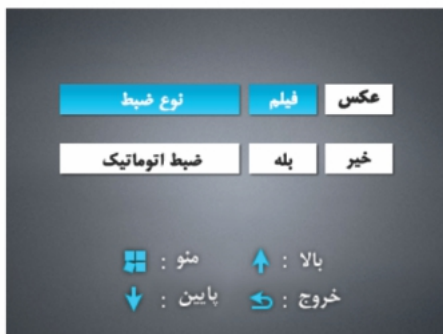 عکس فیلم نوع ضبط
خیر بله ضبط اتوماتیک
بالا : منو :
خروج : پایین :